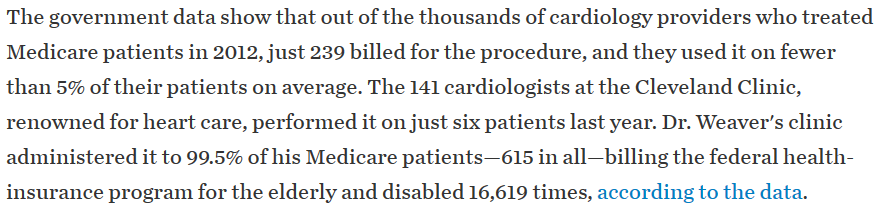 The government data show that out of the thousands of cardiology providers who treated
Medicare patients in 2012, just 239 billed for the procedure, and they used it on fewer
than 5% of their patients on average. The 141 cardiologists at the Cleveland Clinic,
renowned for heart care, performed it on just six patients last year. Dr. Weaver's clinic
administered it to 99.5% of his Medicare patients—615 in all—billing the federal health-
insurance program for the elderly and disabled 16,619 times, according to the data.